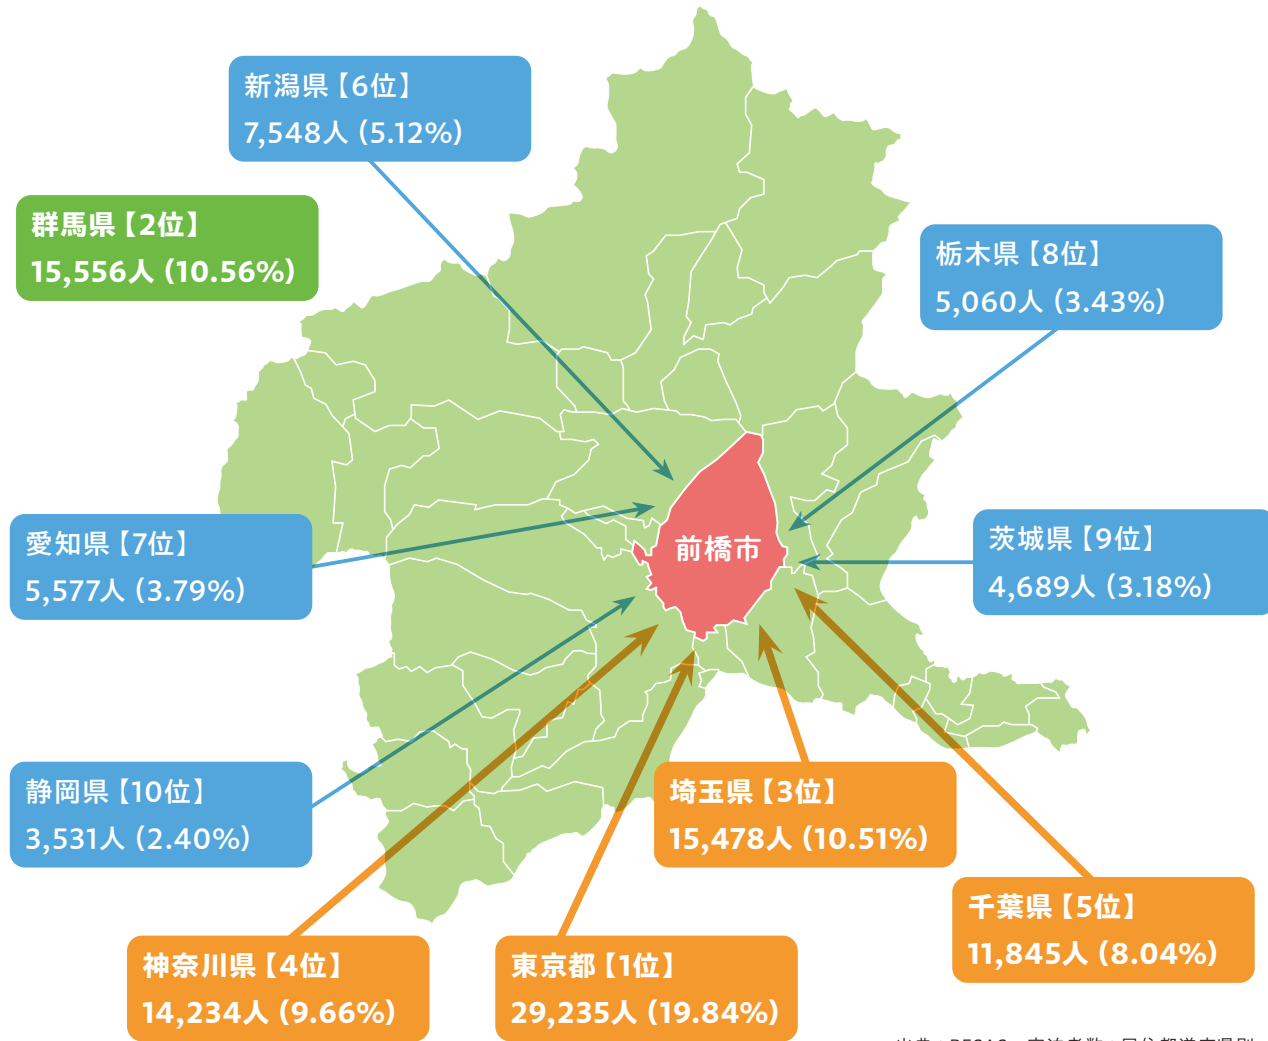 新潟県【6位】
7,548人 (5.12%)
群馬県【2位】
15,556人 (10.56%)
栃木県【8位】
5,060人 (3.43%)
愛知県【7位】
5,577人 (3.79%)
前橋市
茨城県【9位】
4,689人 (3.18%)
静岡県【10位】
3,531人 (2.40%)
埼玉県【3位】
15,478人 (10.51%)
千葉県【5位】
11,845人 (8.04%)
神奈川県【4位】
14,234人 (9.66%)
東京都【1位】
29,235人 (19.84%)